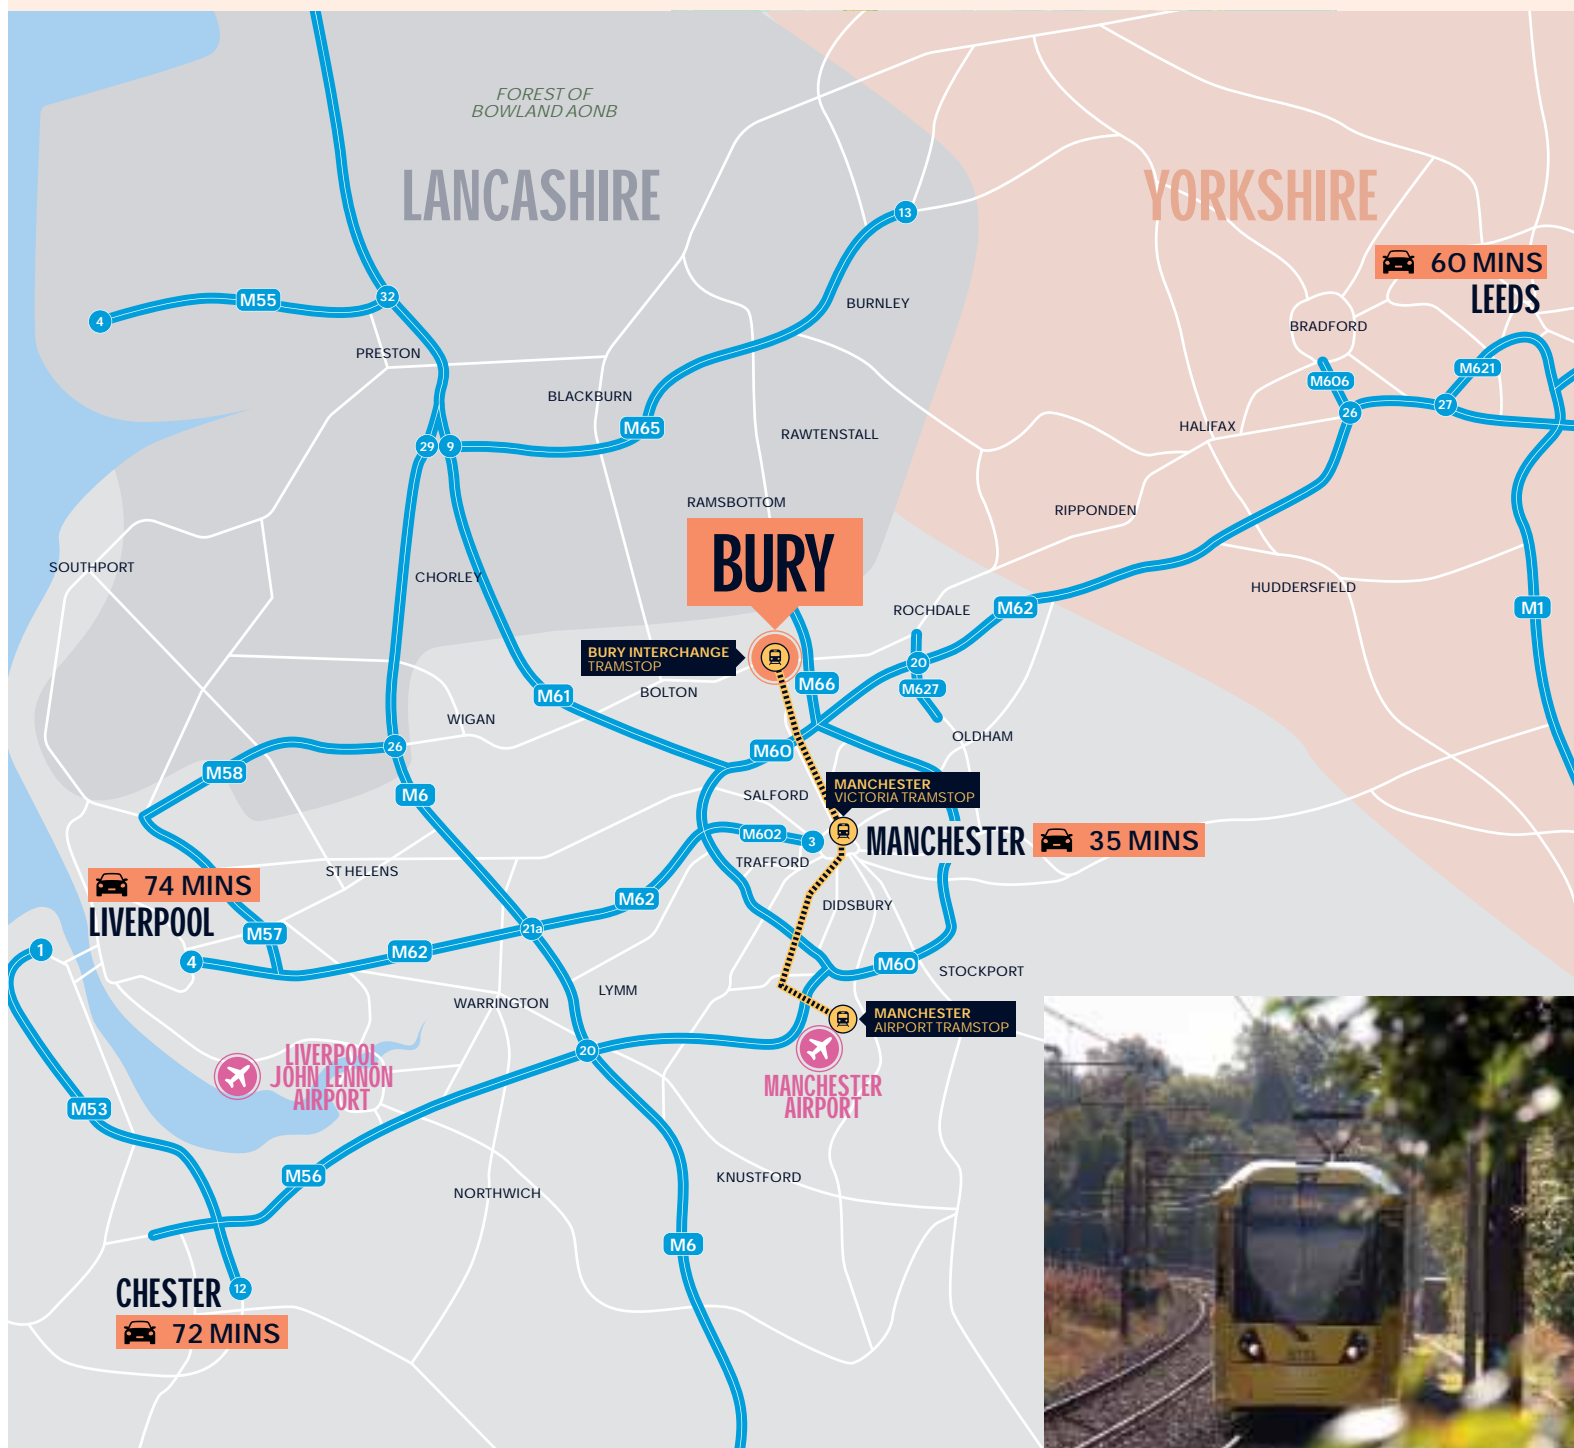 FOREST OF
BOWLAND AONB
LANCASHIRE
YORKSHIRE
13
60 MINS
LEEDS
M55
32
4
BURNLEY
BRADFORD
PRESTON
M621
M606
BLACKBURN
27
26
M65
HALIFAX
RAWTENSTALL
29
9
RAMSBOTTOM
RIPPONDEN
BURY
SOUTHPORT
CHORLEY
HUDDERSFIELD
ROCHDALE
M62
M1
BURY INTERCHANGE
TRAMSTOP
20
M66
M627
M61
BOLTON
WIGAN
OLDHAM
26
M60
M58
M6
MANCHESTER
VICTORIA TRAMSTOP
SALFORD
M602
3
MANCHESTER
35 MINS
TRAFFORD
ST HELENS
74 MINS
LIVERPOOL
M62
DIDSBURY
M57
21a
1
4
M62
M60
STOCKPORT
LYMM
WARRINGTON
MANCHESTER
AIRPORT TRAMSTOP
20
LIVERPOOL
JOHN LENNON
AIRPORT
MANCHESTER
AIRPORT
M53
M56
KNUSTFORD
NORTHWICH
M6
CHESTER
12
72 MINS